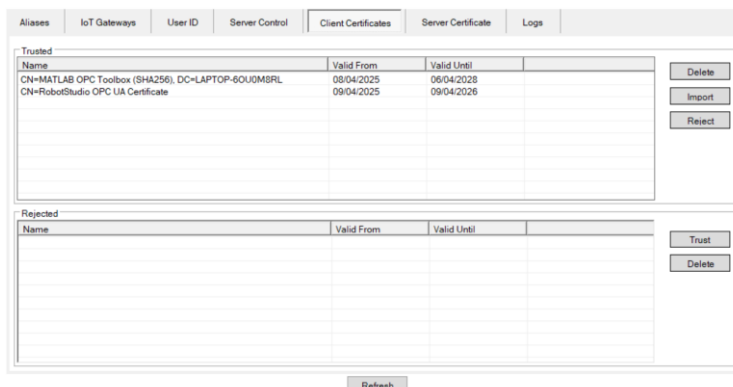 Aliases IoT Gateways User ID Server Control Client Certificates Server Certificate Logs
Trusted
Name Valid From Valid Until
CN=MATLAB OPC Toolbox (SHA256), DC=LAPTOP-6OU0M8RL 08/04/2025 06/04/2028
CN=RobotStudio OPC UA Certificate 09/04/2025 09/04/2026
Delete
Import
Reject
Rejected
Name Valid From Valid Until
Trust
Delete
Refresh